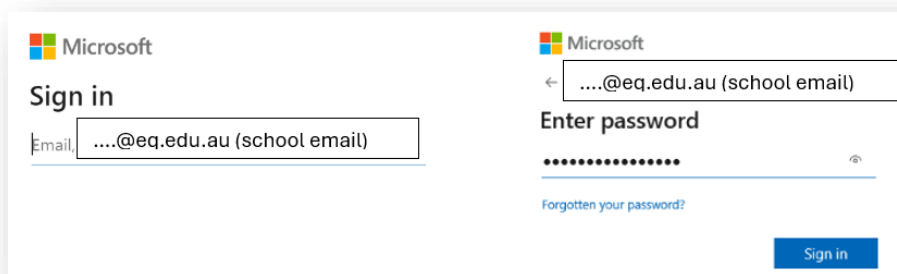 Microsoft
Sign in
Email, ....@eq.edu.au (school email)
Microsoft
....@eq.edu.au (school email)
Enter password
••••••••••••••••
Forgotten your password?
Sign in